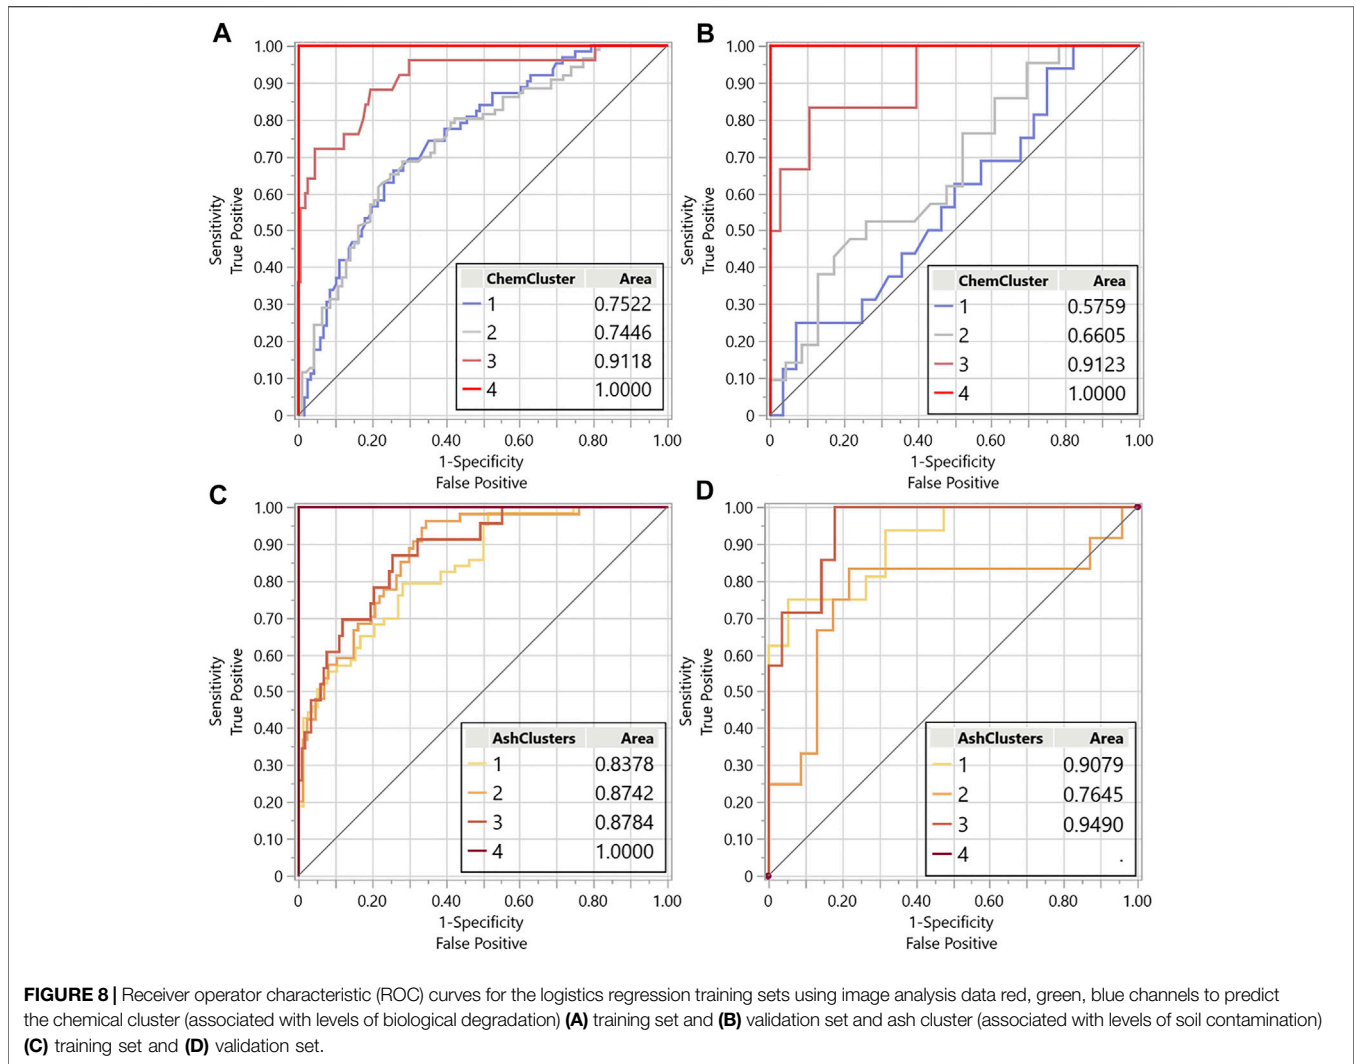 A
1.00
0.90
0.80
0.70
0.60
0.50
0.40
0.30
0.20
0.10
0
Sensitivity
True Positive
ChemCluster Area
1 0.7522
2 0.7446
3 0.9118
4 1.0000
0 0.20 0.40 0.60 0.80 1.00
1-Specificity
False Positive
B
1.00
0.90
0.80
0.70
0.60
0.50
0.40
0.30
0.20
0.10
0
Sensitivity
True Positive
ChemCluster Area
1 0.5759
2 0.6605
3 0.9123
4 1.0000
0 0.20 0.40 0.60 0.80 1.00
1-Specificity
False Positive
C
1.00
0.90
0.80
0.70
0.60
0.50
0.40
0.30
0.20
0.10
0
Sensitivity
True Positive
AshClusters Area
1 0.8378
2 0.8742
3 0.8784
4 1.0000
0 0.20 0.40 0.60 0.80 1.00
1-Specificity
False Positive
D
1.00
0.90
0.80
0.70
0.60
0.50
0.40
0.30
0.20
0.10
0
Sensitivity
True Positive
AshClusters Area
1 0.9079
2 0.7645
3 0.9490
4 .
0 0.20 0.40 0.60 0.80 1.00
1-Specificity
False Positive
FIGURE 8 | Receiver operator characteristic (ROC) curves for the logistics regression training sets using image analysis data red, green, blue channels to predict
the chemical cluster (associated with levels of biological degradation) (A) training set and (B) validation set and ash cluster (associated with levels of soil contamination)
(C) training set and (D) validation set.